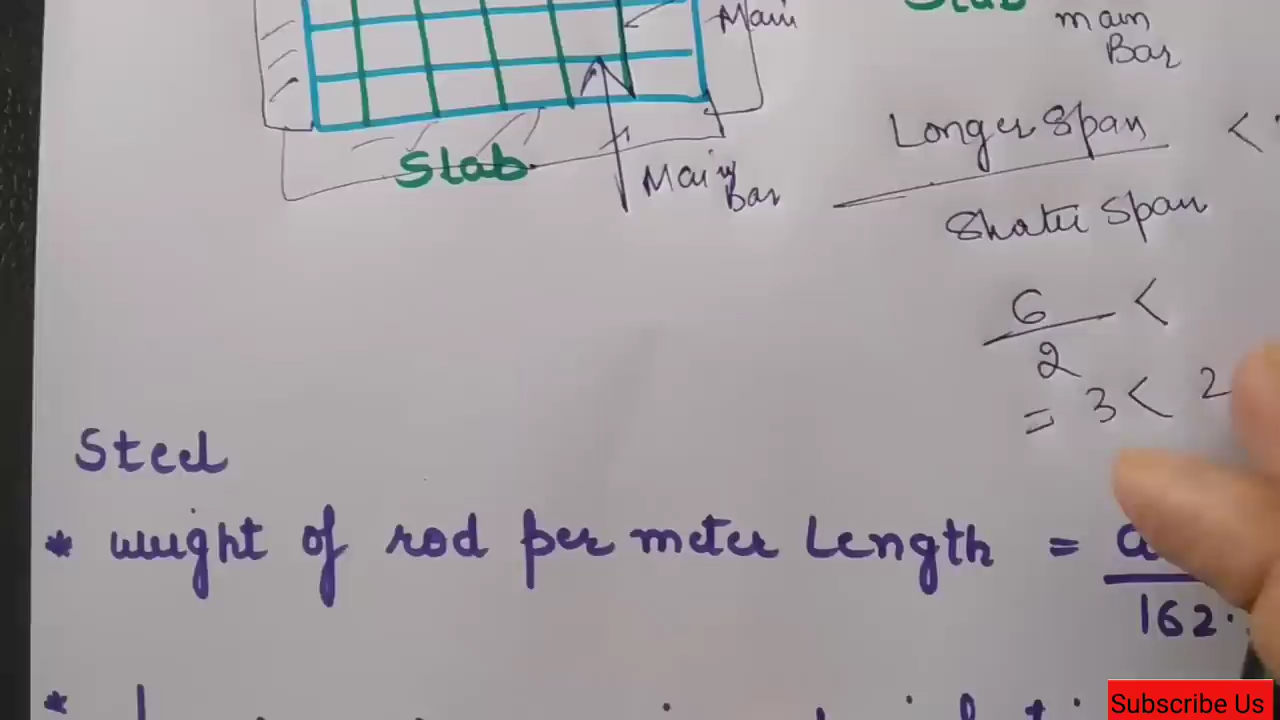 Slab
main
Bar
Main
Longer Span <
Shoter Span
Slab
Main
Bar
6 <
2
= 3 < 2
Steel
* weight of rod per meter length =
162.
*
Subscribe Us